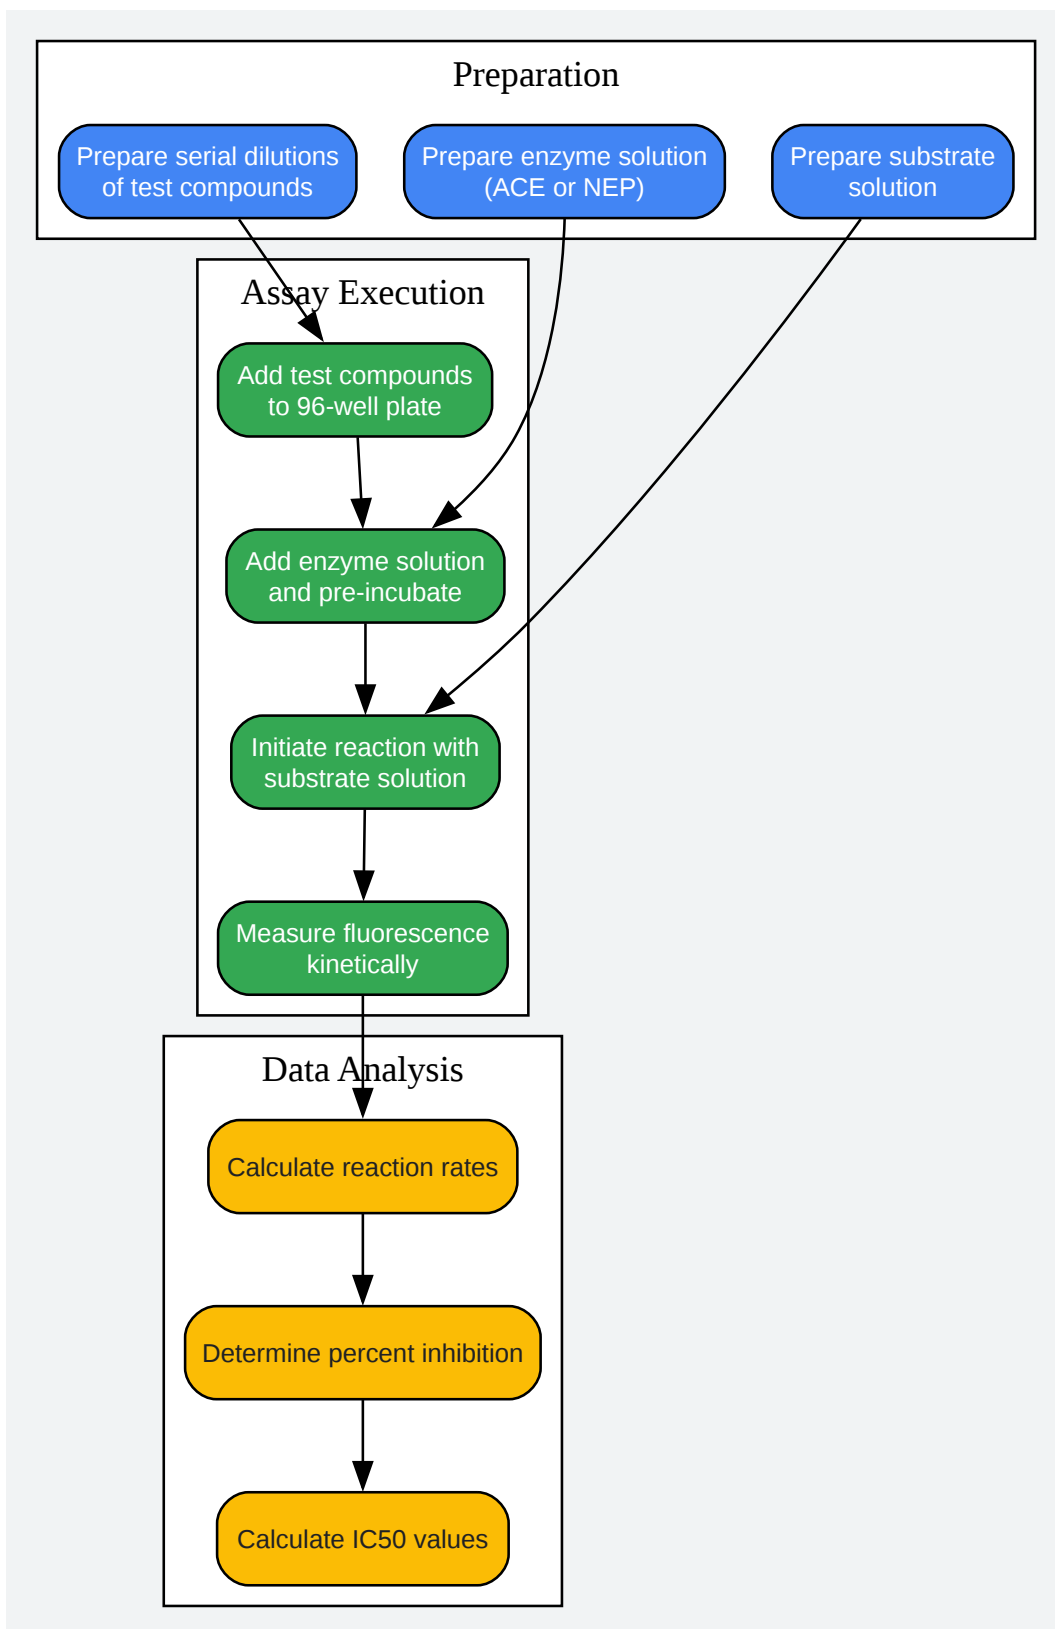 Preparation
Prepare serial dilutions
of test compounds
Prepare enzyme solution
(ACE or NEP)
Prepare substrate
solution
Assay Execution
Add test compounds
to 96-well plate
Add enzyme solution
and pre-incubate
Initiate reaction with
substrate solution
Measure fluorescence
kinetically
Data Analysis
Calculate reaction rates
Determine percent inhibition
Calculate IC50 values